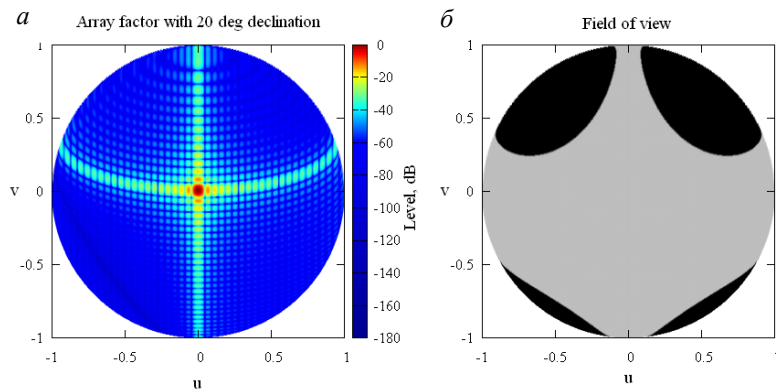 а
Array factor with 20 deg declination
1
0.5
v 0
-0.5
-1
-1 -0.5 0 0.5 1
u
0
-20
-40
-60
-80
-100
-120
-140
-160
-180
Level, dB
б
Field of view
1
0.5
v 0
-0.5
-1
-1 -0.5 0 0.5 1
u